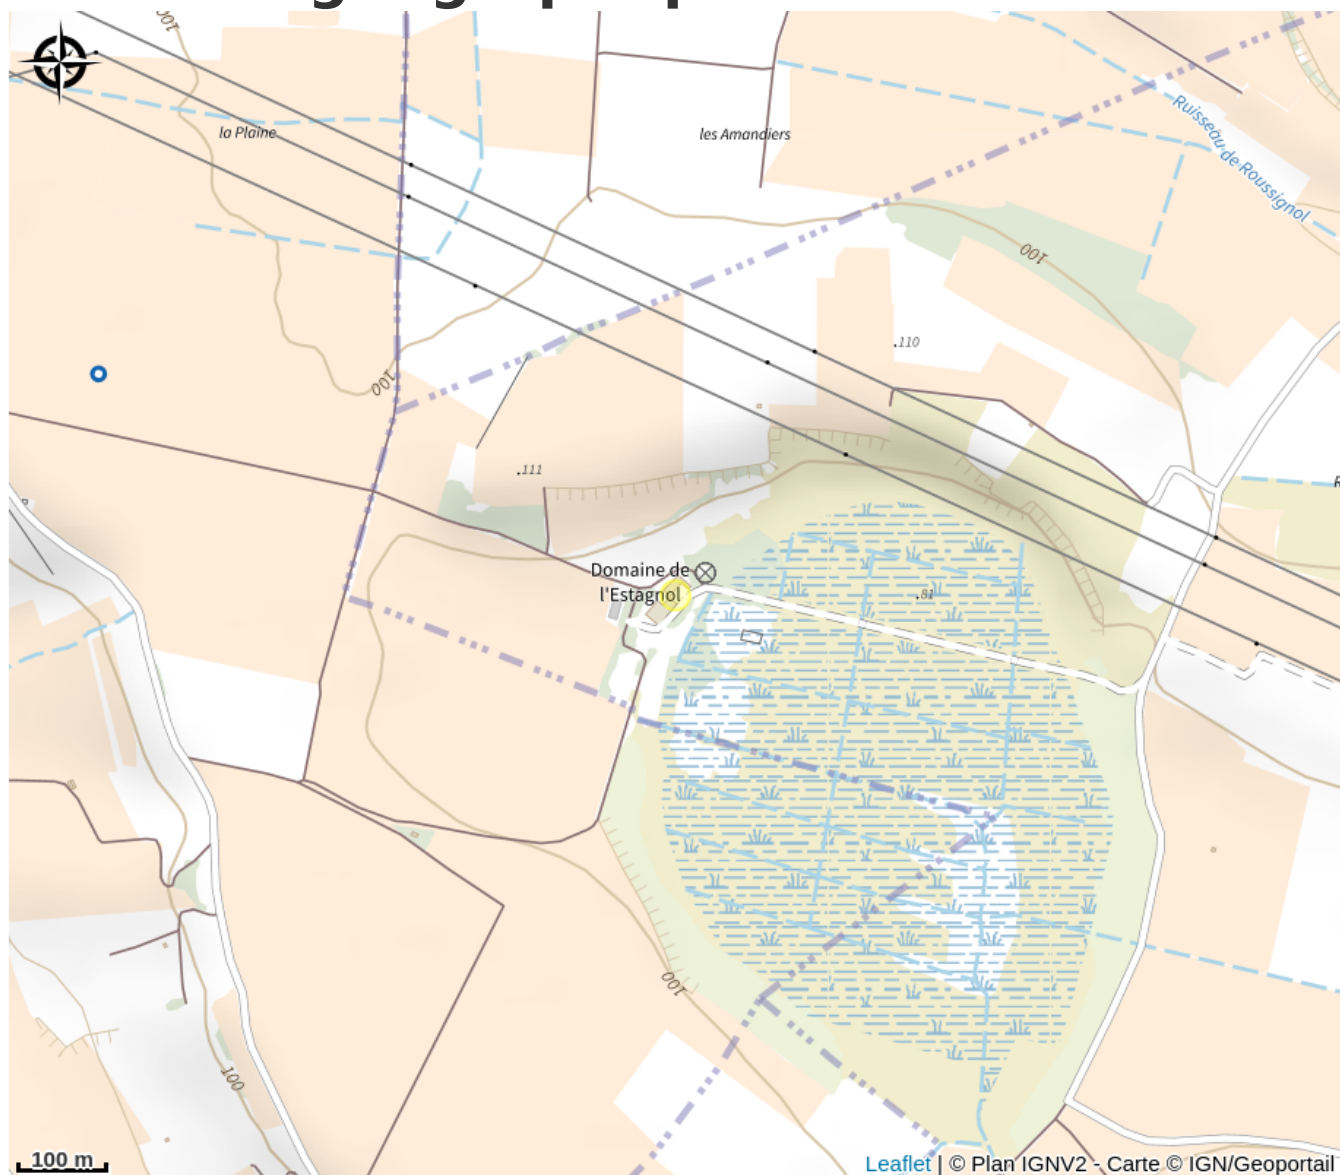 100
la Plaine
les Amandiers
Ruisseau de Roussignol
100
.110
100
.111
R
Domaine de
l'Estagnol
.81
100
100
100 m
Leaflet | © Plan IGNV2 - Carte © IGN/Geoportail